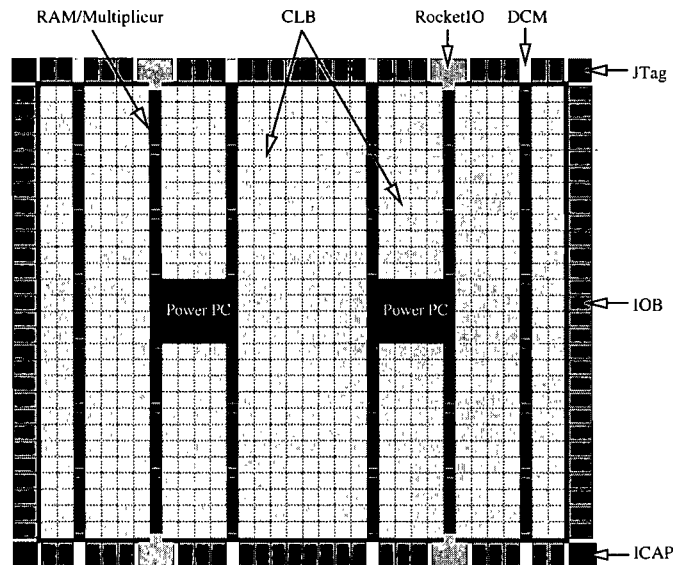 RAM/Multiplicur
CLB
RocketIO
DCM
JTag
Power PC
Power PC
IOB
ICAP